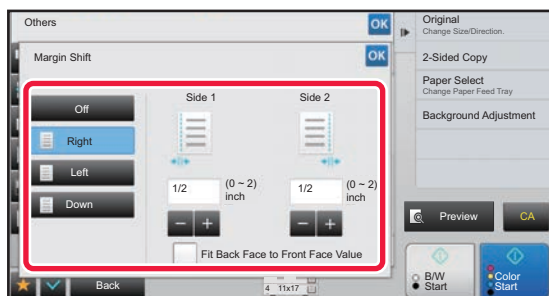 Others
OK
Margin Shift
OK
Off
Right
Left
Down
Side 1
Side 2
1/2
(0 ~ 2)
inch
1/2
(0 ~ 2)
inch
Fit Back Face to Front Face Value
Back
4 11x17
Original
Change Size/Direction.
2-Sided Copy
Paper Select
Change Paper Feed Tray
Background Adjustment
Preview
CA
B/W
Start
Color
Start